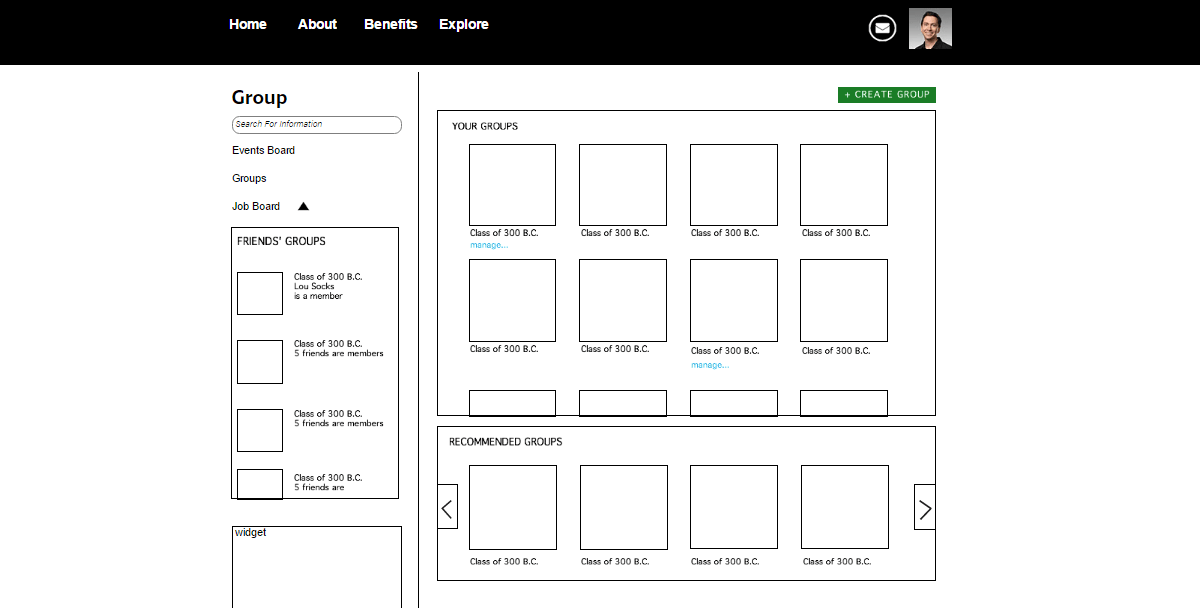 Home About Benefits Explore
Group
Search For Information
Events Board
Groups
Job Board
FRIENDS' GROUPS
Class of 300 B.C.
Lou Socks
is a member
Class of 300 B.C.
5 friends are members
Class of 300 B.C.
5 friends are members
Class of 300 B.C.
5 friends are
widget
+ CREATE GROUP
YOUR GROUPS
Class of 300 B.C. Class of 300 B.C. Class of 300 B.C. Class of 300 B.C.
manage...
Class of 300 B.C. Class of 300 B.C. Class of 300 B.C. Class of 300 B.C.
manage...
RECOMMENDED GROUPS
Class of 300 B.C. Class of 300 B.C. Class of 300 B.C. Class of 300 B.C.